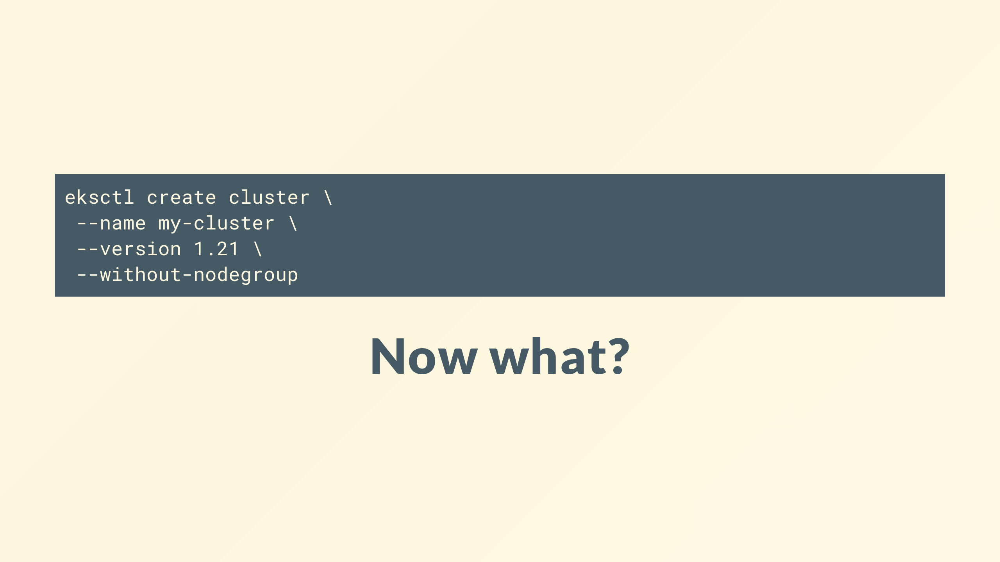 eksctl create cluster \
 --name my-cluster \
 --version 1.21 \
 --without-nodegroup
Now what?